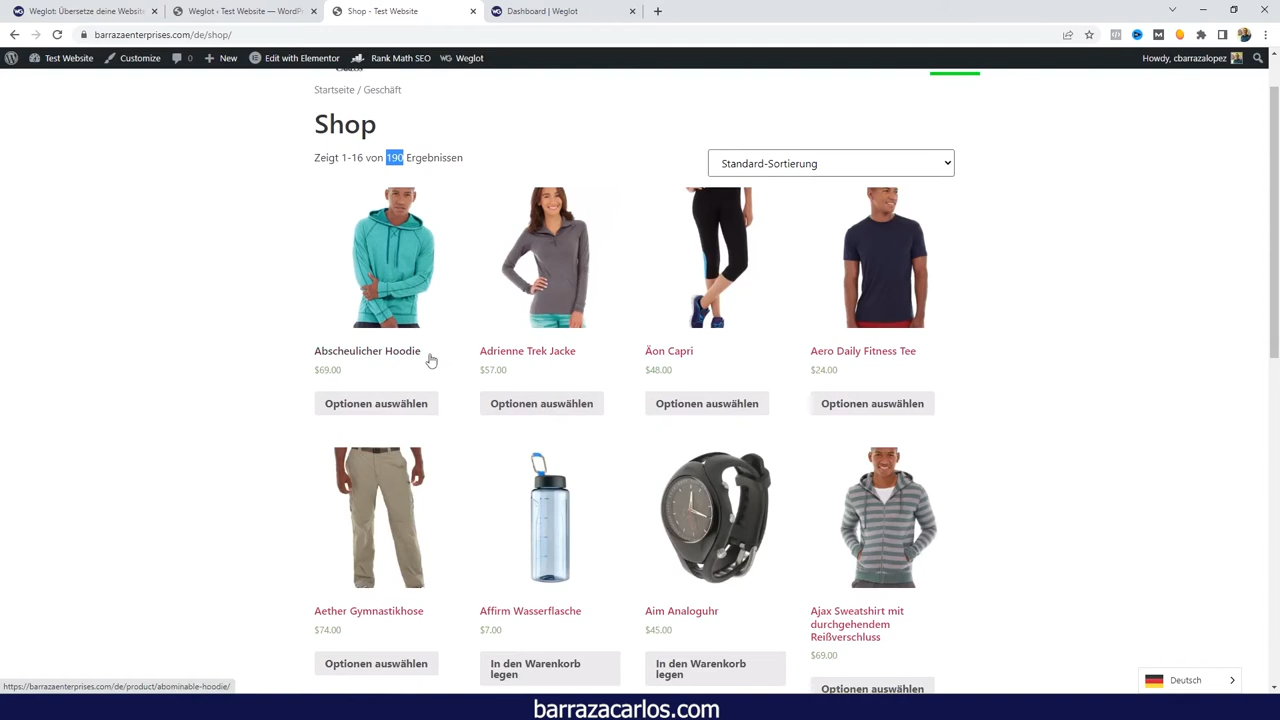 Weglot: Übersetze deine Websit
Weglot ‹ Test Website — WordPr
Shop - Test Website
Dashboard | Weglot
barrazaenterprises.com/de/shop/
Test Website
Customize
0
New
Edit with Elementor
Rank Math SEO
Weglot
Howdy, cbarrazalopez
Startseite / Geschäft
Shop
Zeigt 1-16 von 190 Ergebnissen
Standard-Sortierung
Abscheulicher Hoodie
$69.00
Optionen auswählen
Adrienne Trek Jacke
$57.00
Optionen auswählen
Äon Capri
$48.00
Optionen auswählen
Aero Daily Fitness Tee
$24.00
Optionen auswählen
Aether Gymnastikhose
$74.00
Optionen auswählen
Affirm Wasserflasche
$7.00
In den Warenkorb
legen
Aim Analoguhr
$45.00
In den Warenkorb
legen
Ajax Sweatshirt mit
durchgehendem
Reißverschluss
$69.00
Optionen auswählen
https://barrazaenterprises.com/de/product/abominable-hoodie/
Deutsch
barrazacarlos.com